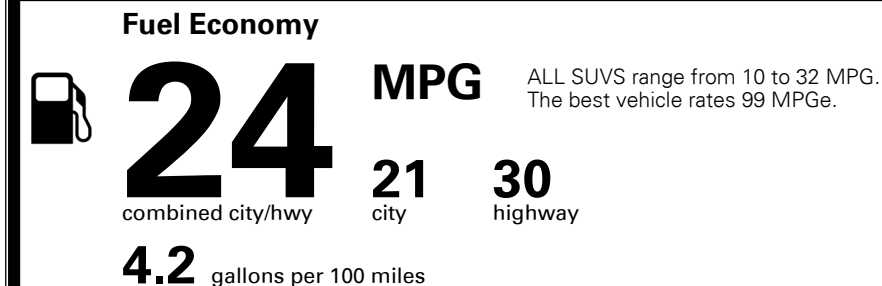 Fuel Economy
24 MPG
ALL SUVS range from 10 to 32 MPG.
The best vehicle rates 99 MPGe.
combined city/hwy
21
city
30
highway
4.2 gallons per 100 miles